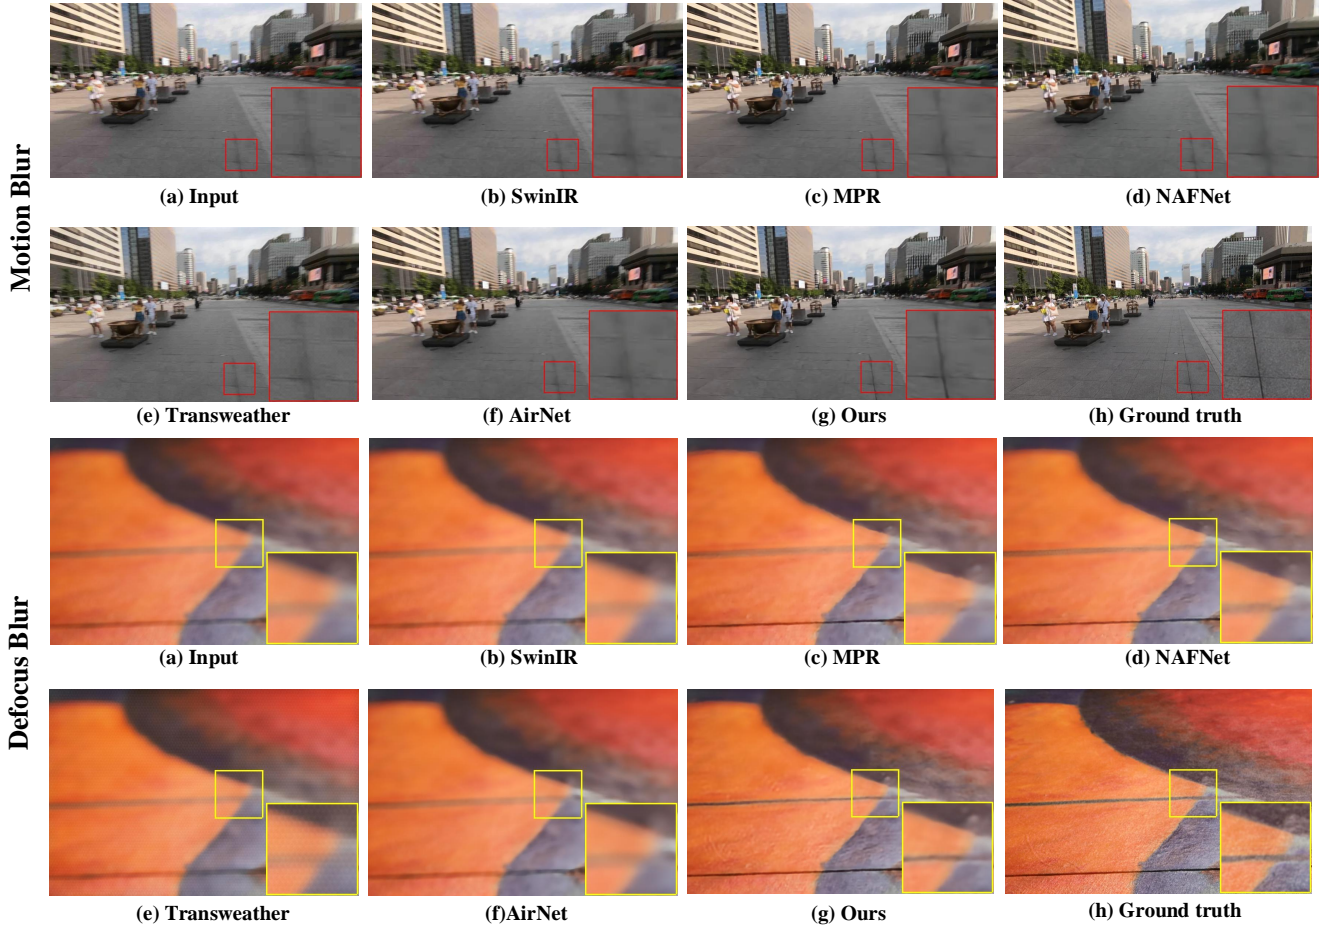 Motion Blur
(a) Input
(b) SwinIR
(c) MPR
(d) NAFNet
(e) Transweather
(f) AirNet
(g) Ours
(h) Ground truth
Defocus Blur
(a) Input
(b) SwinIR
(c) MPR
(d) NAFNet
(e) Transweather
(f)AirNet
(g) Ours
(h) Ground truth